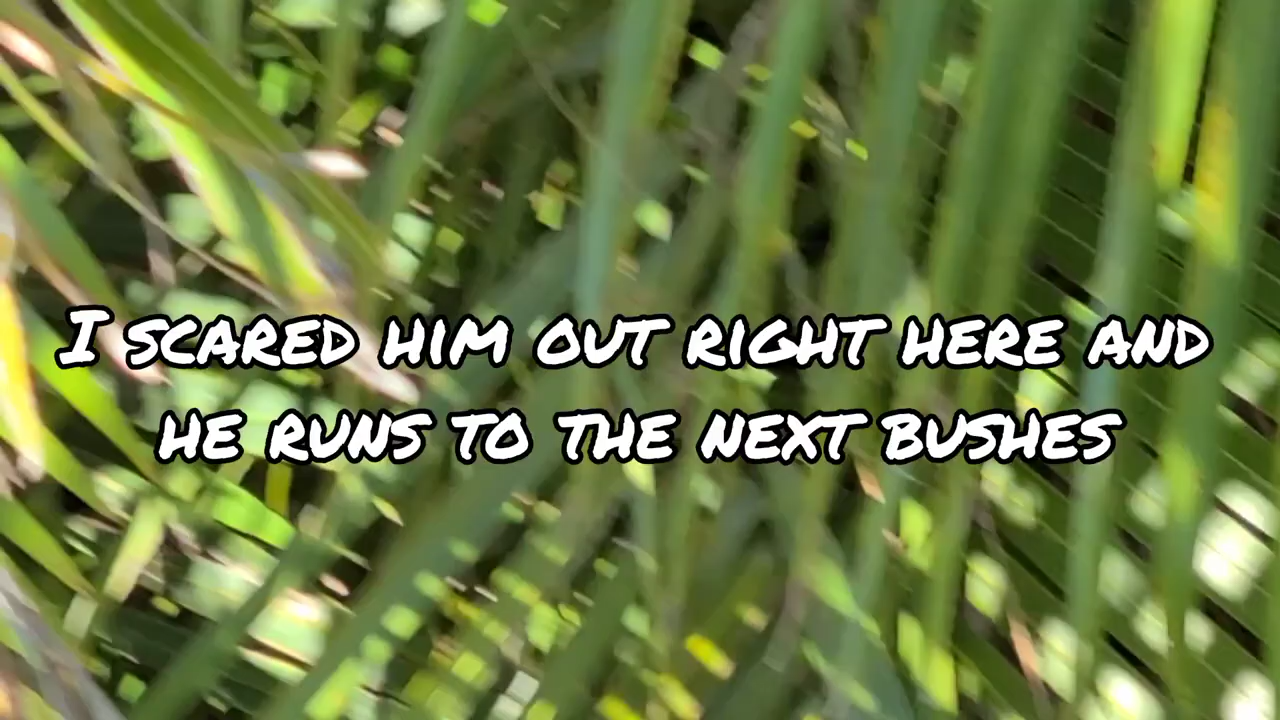 I SCARED HIM OUT RIGHT HERE AND
HE RUNS TO THE NEXT BUSHES